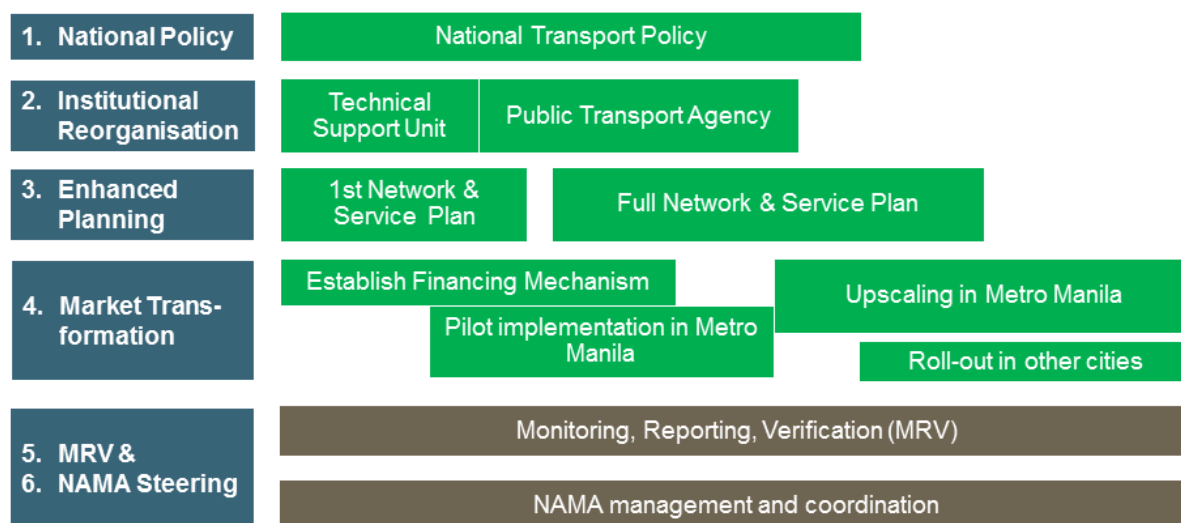 1. National Policy
National Transport Policy
2. Institutional
Reorganisation
Technical
Support Unit
Public Transport Agency
3. Enhanced
Planning
1st Network &
Service Plan
Full Network & Service Plan
4. Market Trans-
formation
Establish Financing Mechanism
Pilot implementation in Metro
Manila
Upscaling in Metro Manila
Roll-out in other cities
5. MRV &
6. NAMA Steering
Monitoring, Reporting, Verification (MRV)
NAMA management and coordination